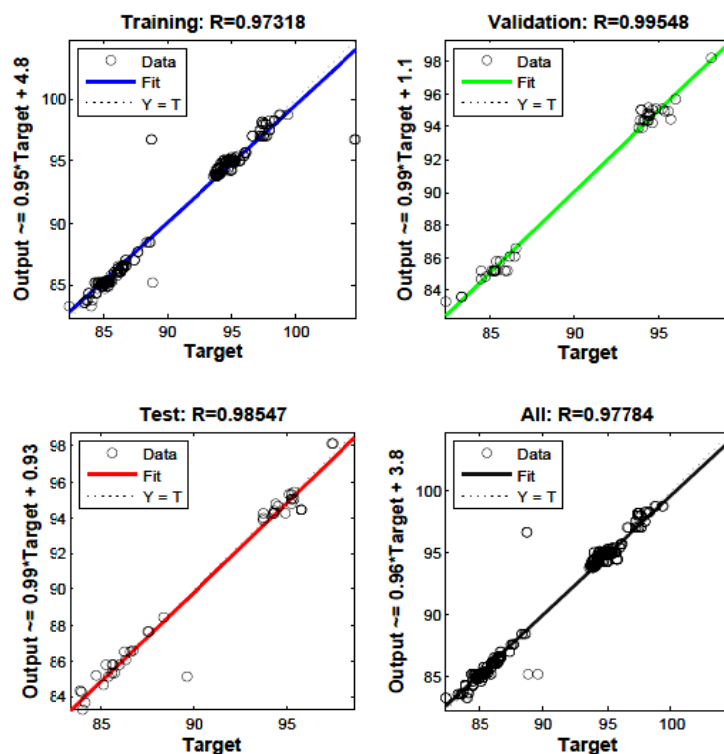 Training: R=0.97318
Output ~= 0.95*Target + 4.8
Data
Fit
Y = T
100
95
90
85
85 90 95 100
Target
Validation: R=0.99548
Output ~= 0.99*Target + 1.1
Data
Fit
Y = T
98
96
94
92
90
88
86
84
85 90 95
Target
Test: R=0.98547
Output ~= 0.99*Target + 0.93
Data
Fit
Y = T
98
96
94
92
90
88
86
84
85 90 95
Target
All: R=0.97784
Output ~= 0.96*Target + 3.8
Data
Fit
Y = T
100
95
90
85
85 90 95 100
Target